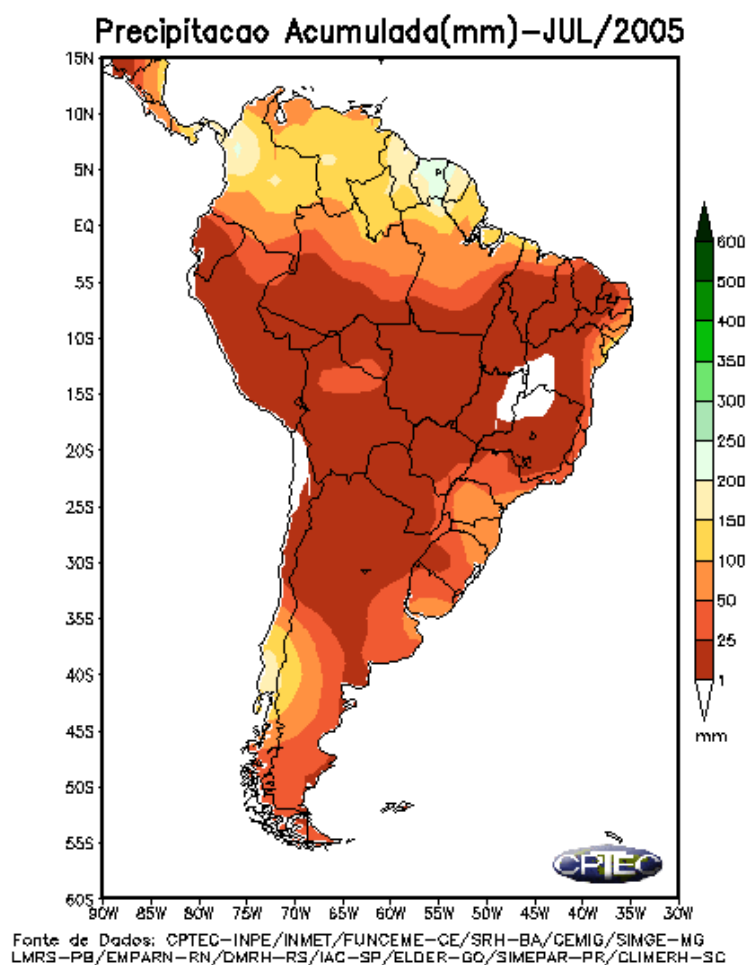 Precipitacao Acumulada(mm)-JUL/2005
15N
10N
5N
EQ
5S
10S
15S
20S
25S
30S
35S
40S
45S
50S
55S
60S
90W 85W 80W 75W 70W 65W 60W 55W 50W 45W 40W 35W 30W
600
500
400
350
300
250
200
150
100
50
25
1
mm
CPTEC
Fonte de Dados: CPTEC-INPE/INMET/FUNCEME-CE/SRH-BA/CEMIG/SIMGE-MG
LMRS-PB/EMPARN-RN/DMRH-RS/IAC-SP/ELDER-GO/SIMEPAR-PR/CLIMERH-SC